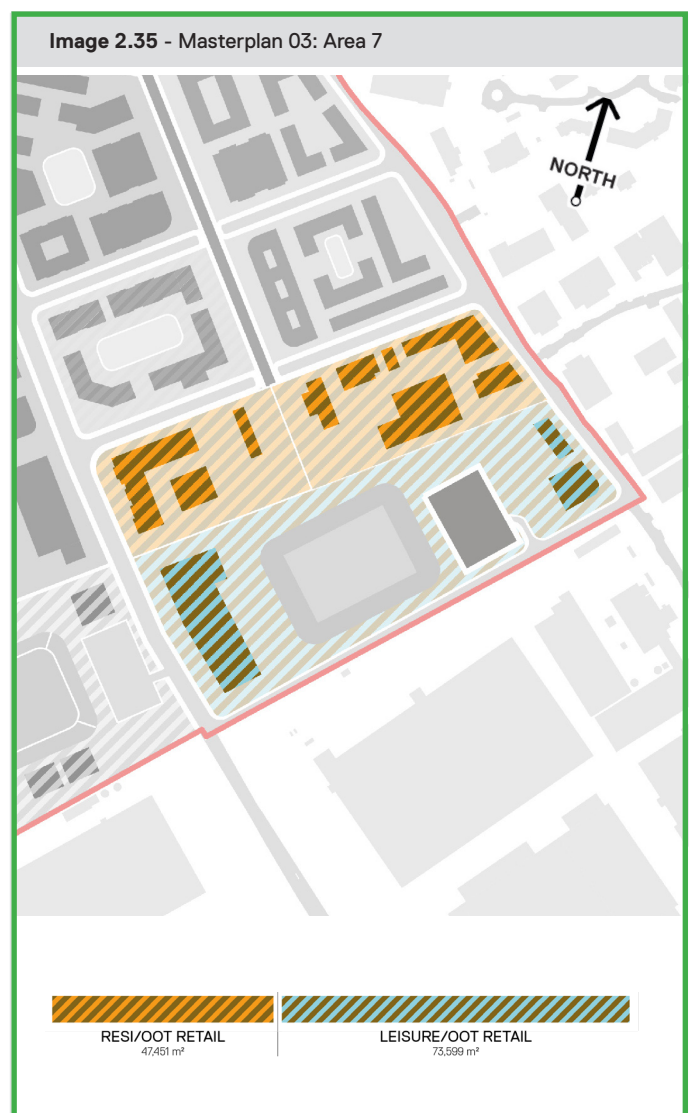 Image 2.35 - Masterplan 03: Area 7
NORTH
RESI/OOT RETAIL
47,451 m²
LEISURE/OOT RETAIL
73,599 m²